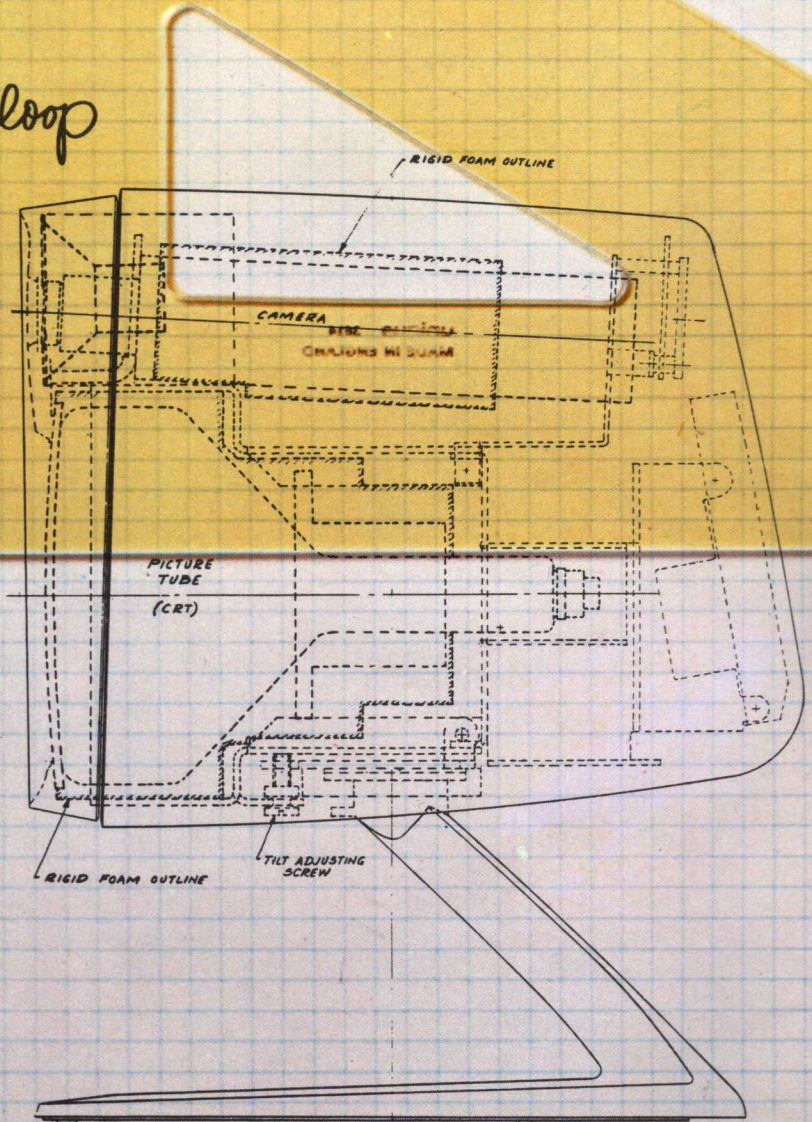 loop
RIGID FOAM OUTLINE
CAMERA
PICTURE
TUBE
(CRT)
RIGID FOAM OUTLINE
TILT ADJUSTING
SCREW